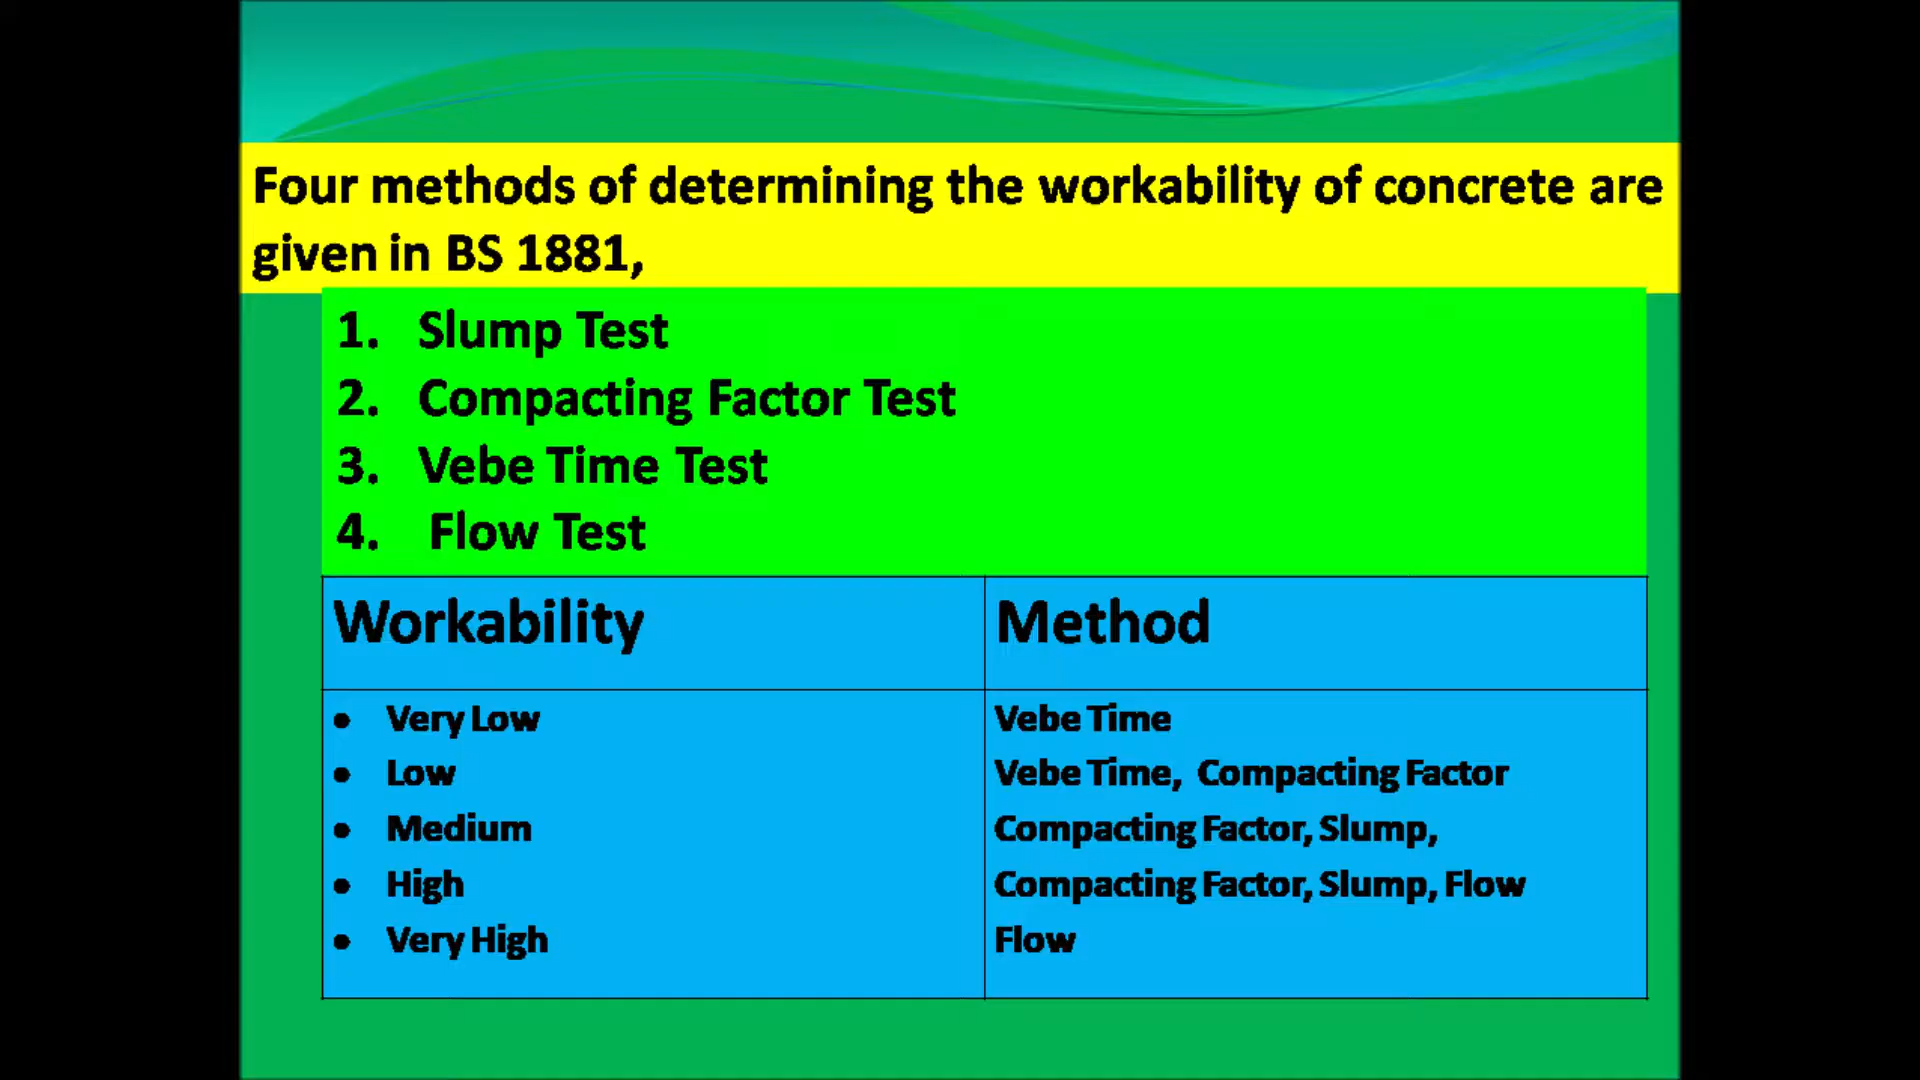 Four methods of determining the workability of concrete are
given in BS 1881,
1. Slump Test
2. Compacting Factor Test
3. Vebe Time Test
4. Flow Test
Workability Method
• Very Low Vebe Time
• Low Vebe Time, Compacting Factor
• Medium Compacting Factor, Slump,
• High Compacting Factor, Slump, Flow
• Very High Flow